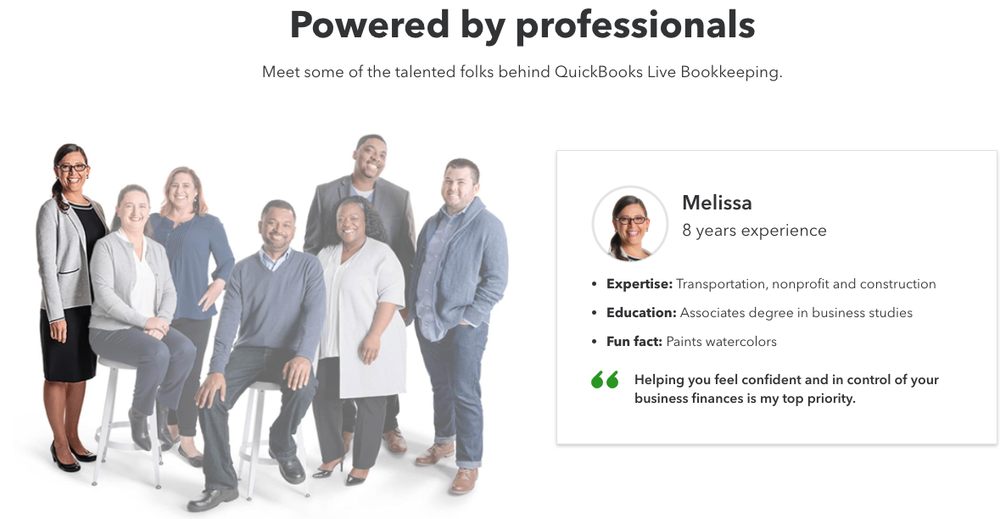 Powered by professionals
Meet some of the talented folks behind QuickBooks Live Bookkeeping.
Melissa
8 years experience
• Expertise: Transportation, nonprofit and construction
• Education: Associates degree in business studies
• Fun fact: Paints watercolors
“ Helping you feel confident and in control of your
business finances is my top priority.